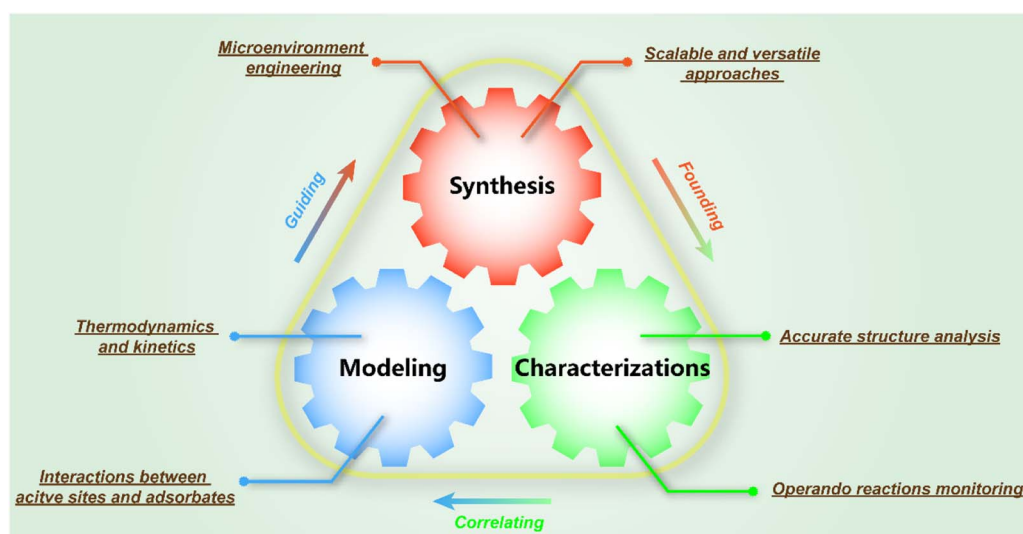 Microenvironment
engineering
Scalable and versatile
approaches
Guiding
Synthesis
Founding
Thermodynamics
and kinetics
Modeling
Characterizations
Accurate structure analysis
Interactions between
acitve sites and adsorbates
Operando reactions monitoring
Correlating